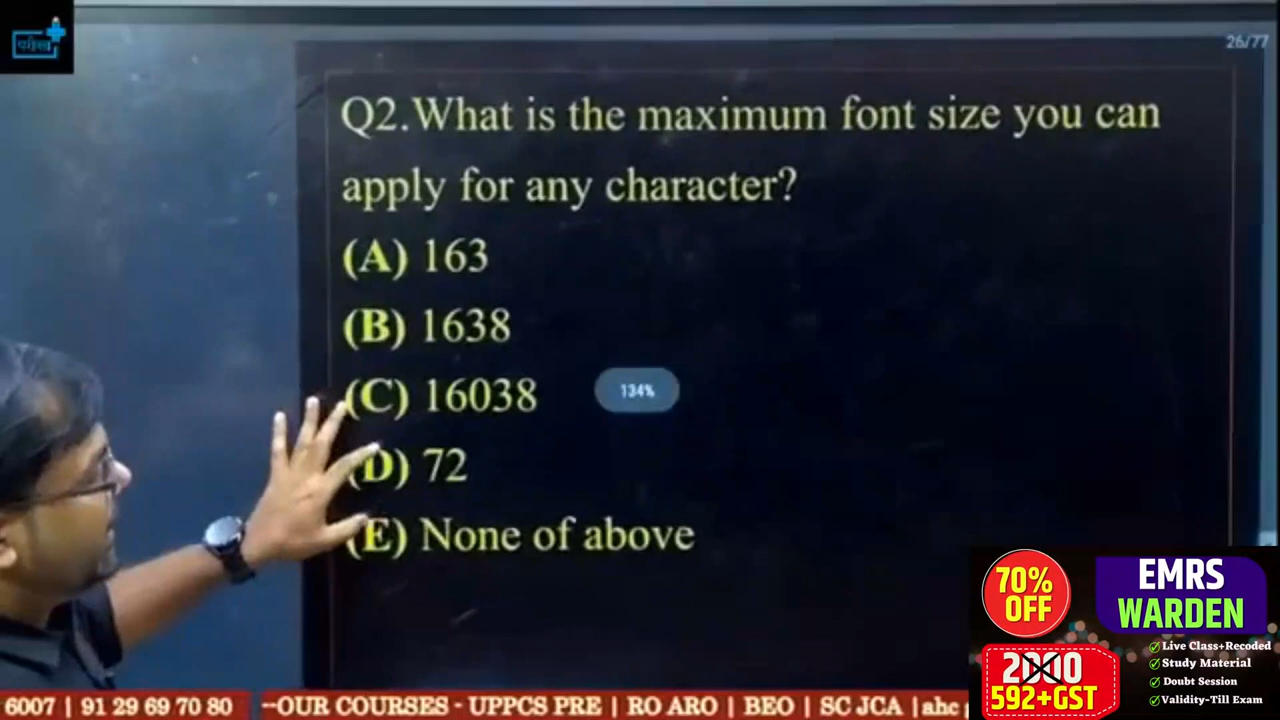 परीक्षा
26/77
Q2.What is the maximum font size you can
apply for any character?
(A) 163
(B) 1638
(C) 16038
134%
(D) 72
(E) None of above
70%
OFF
EMRS
WARDEN
2000
592+GST
Live Class+Recoded
Study Material
Doubt Session
Validity-Till Exam
6007 | 91 29 69 70 80 --OUR COURSES - UPPCS PRE | RO ARO | BEO | SC JCA | ahc